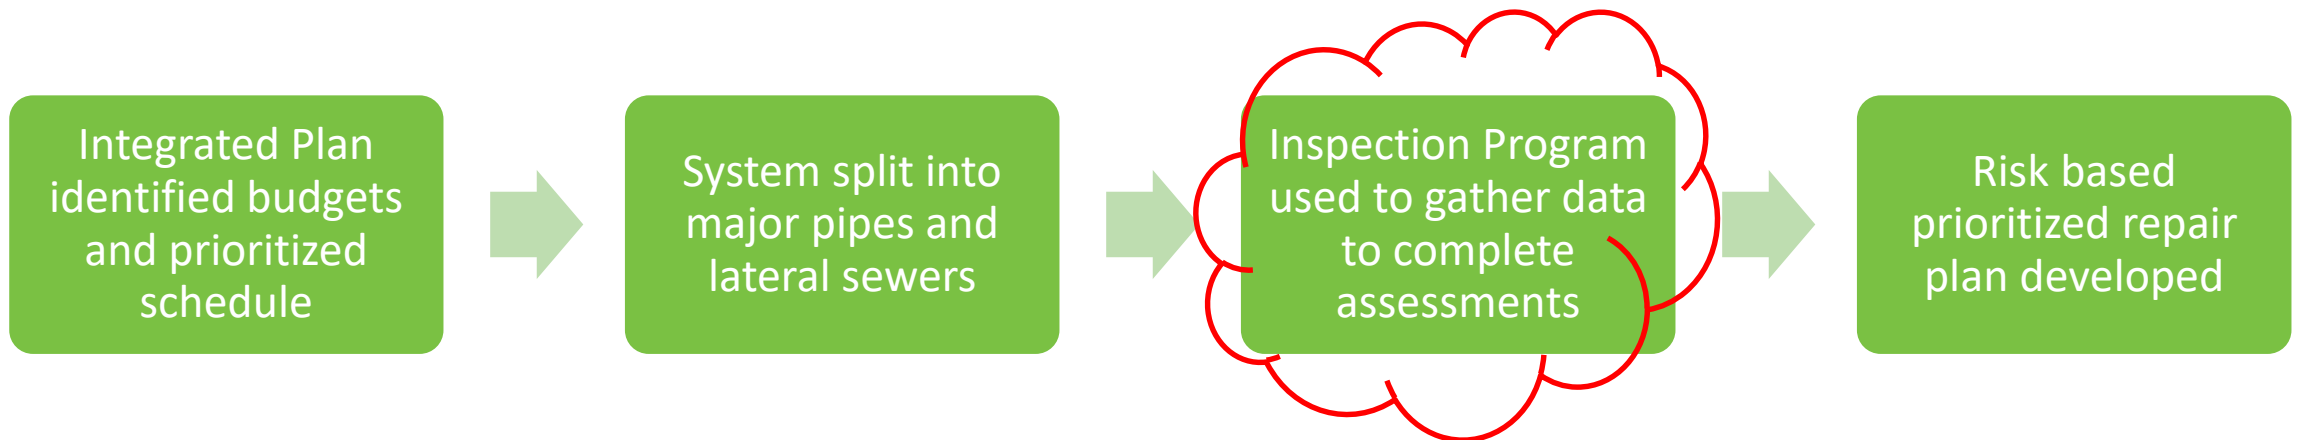 Integrated Plan
identified budgets
and prioritized
schedule
System split into
major pipes and
lateral sewers
Inspection Program
used to gather data
to complete
assessments
Risk based
prioritized repair
plan developed